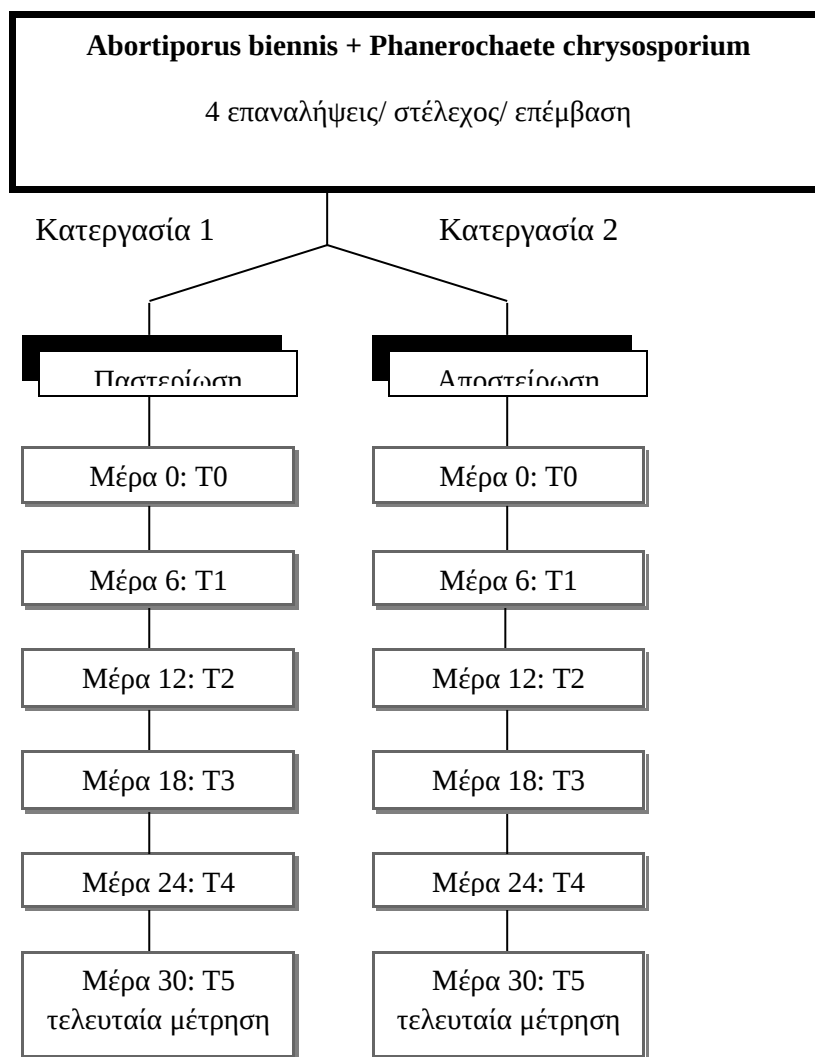 Abortiporus biennis + Phanerochaete chrysosporium
4 επαναλήψεις/ στέλεχος/ επέμβαση
Κατεργασία 1
Κατεργασία 2
Παστερίωση
Αποστείρωση
Μέρα 0: Τ0
Μέρα 0: Τ0
Μέρα 6: Τ1
Μέρα 6: Τ1
Μέρα 12: Τ2
Μέρα 12: Τ2
Μέρα 18: Τ3
Μέρα 18: Τ3
Μέρα 24: Τ4
Μέρα 24: Τ4
Μέρα 30: Τ5
τελευταία μέτρηση
Μέρα 30: Τ5
τελευταία μέτρηση